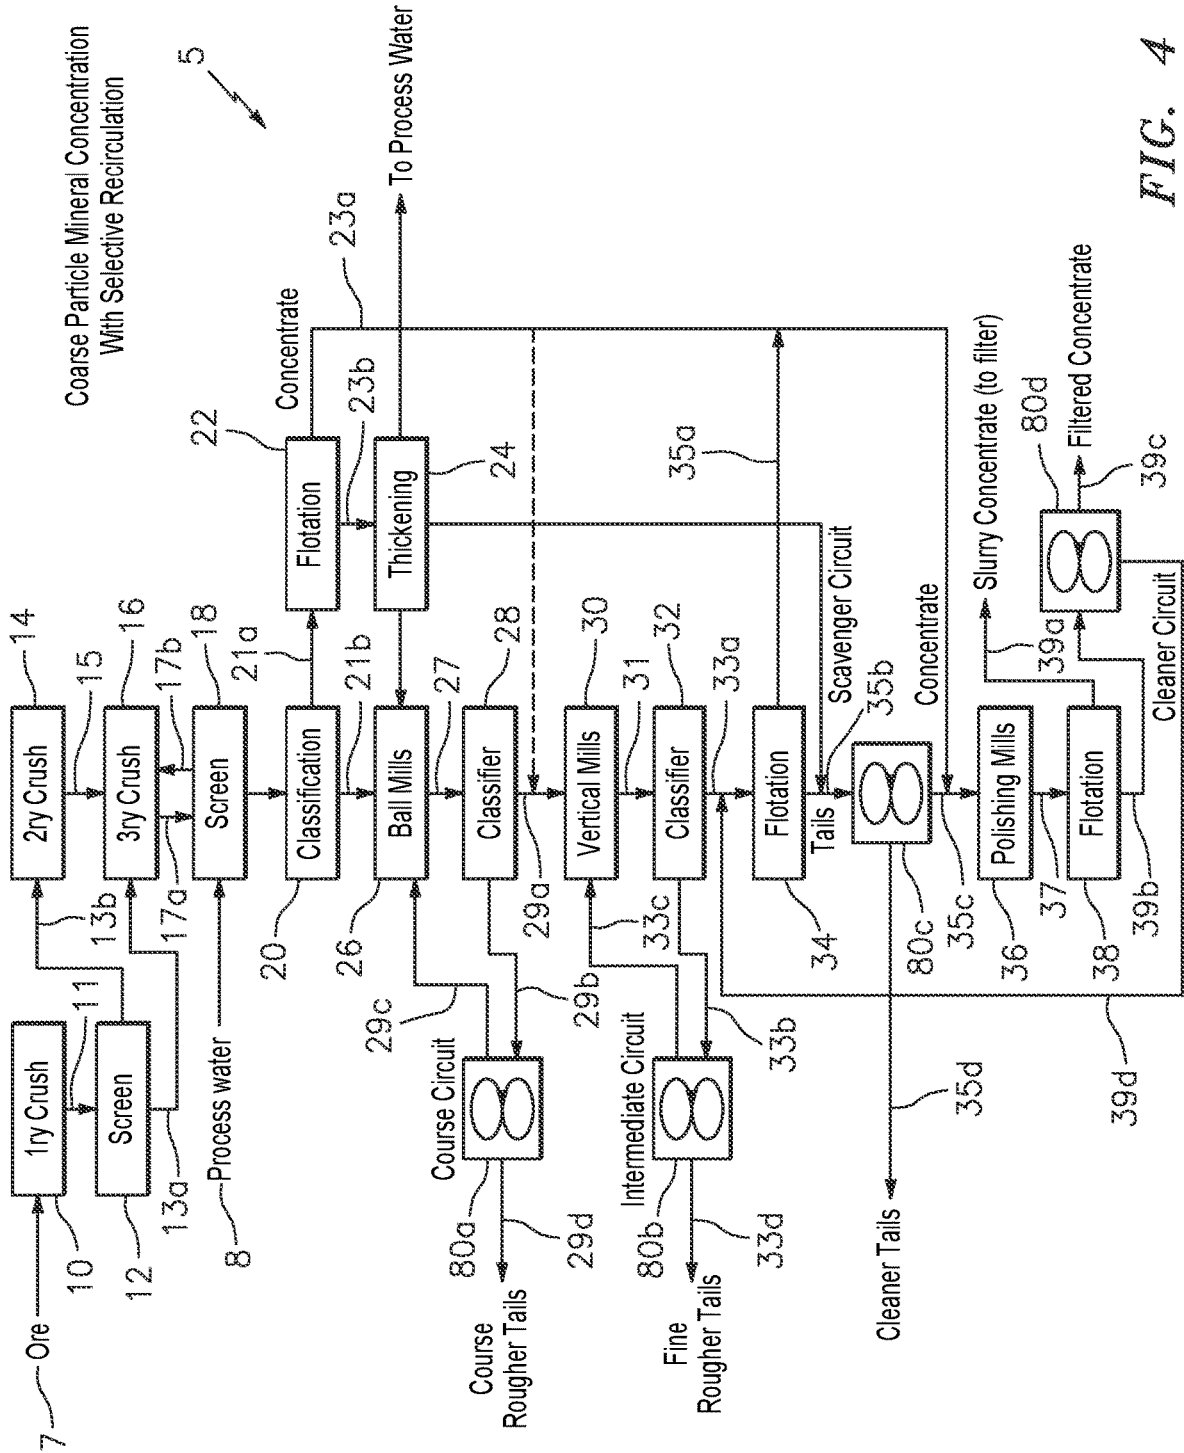 Coarse Particle Mineral Concentration
With Selective Recirculation
5
7
Ore
10
1ry Crush
11
12
Screen
13a
13b
14
2ry Crush
15
16
3ry Crush
17a
17b
8
Process water
18
Screen
20
Classification
21a
21b
22
Flotation
Concentrate
23a
23b
24
Thickening
To Process Water
26
Ball Mills
27
28
Classifier
29a
29b
29c
Course Circuit
80a
29d
Course
Rougher Tails
30
Vertical Mills
31
32
Classifier
33a
33b
33c
Intermediate Circuit
80b
33d
Fine
Rougher Tails
34
Flotation
35a
Tails
Scavenger Circuit
35b
80c
35c
35d
Cleaner Tails
Concentrate
36
Polishing Mills
37
38
Flotation
39a
Slurry Concentrate (to filter)
39b
80d
39c
Filtered Concentrate
Cleaner Circuit
39d
FIG. 4